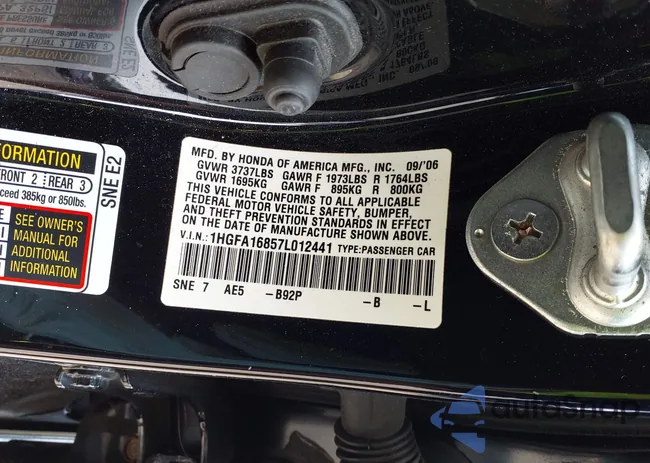 MFD. BY HONDA OF AMERICA MFG., INC. 09/'06
GVWR 3737LBS GAWR F 1973LBS R 1764LBS
GVWR 1695KG GAWR F 895KG R 800KG
THIS VEHICLE CONFORMS TO ALL APPLICABLE
FEDERAL MOTOR VEHICLE SAFETY, BUMPER,
AND THEFT PREVENTION STANDARDS IN EFFECT
ON THE DATE OF MANUFACTURE SHOWN ABOVE.
V.I.N.: 1HGFA16857L012441 TYPE:PASSENGER CAR
SNE 7 AE5 -B92P -B -L
FRONT 2 REAR 3
385kg or 850lbs.
SEE OWNER'S
MANUAL FOR
ADDITIONAL
INFORMATION
SNE E2
autoShop